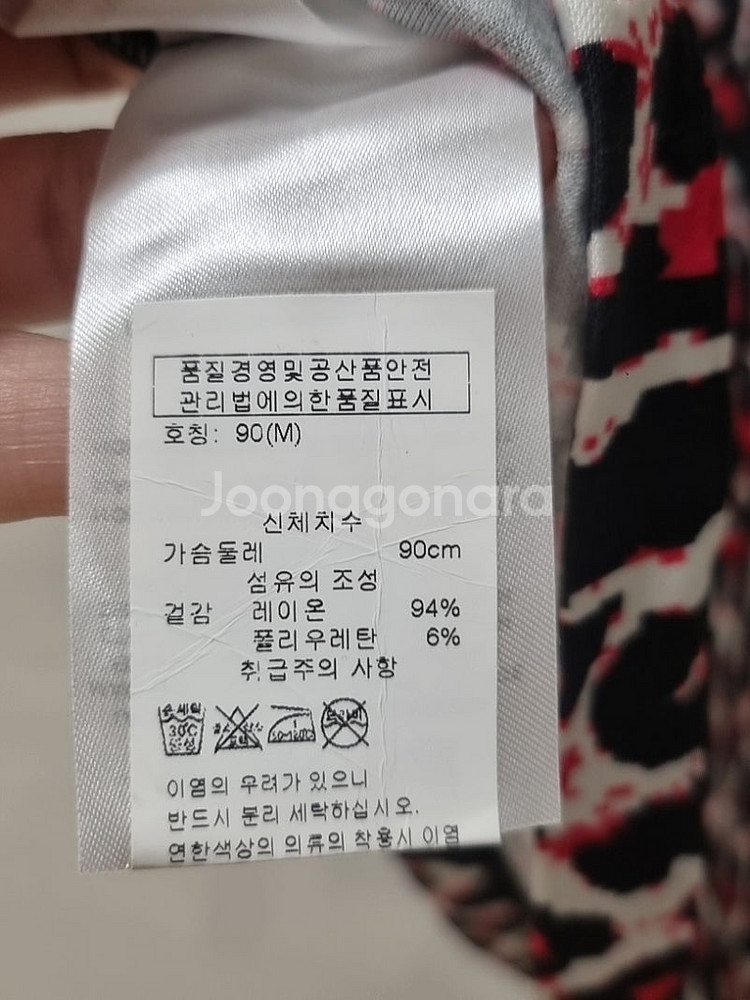 품질경영및공산품안전
관리법에의한품질표시
호칭: 90(M)
Joonggonara
신체치수
가슴둘레 90cm
섬유의 조성
겉감 레이온 94%
폴리우레탄 6%
취급주의 사항
손세탁
30℃
중성
이염의 우려가 있으니
반드시 분리 세탁하십시오.
연한색상의 의류의 착용시 이염